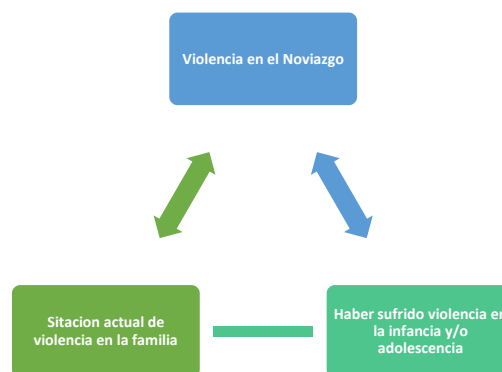 Violencia en el Noviazgo
Sitacion actual de
violencia en la familia
Haber sufrido violencia en
la infancia y/o
adolescencia